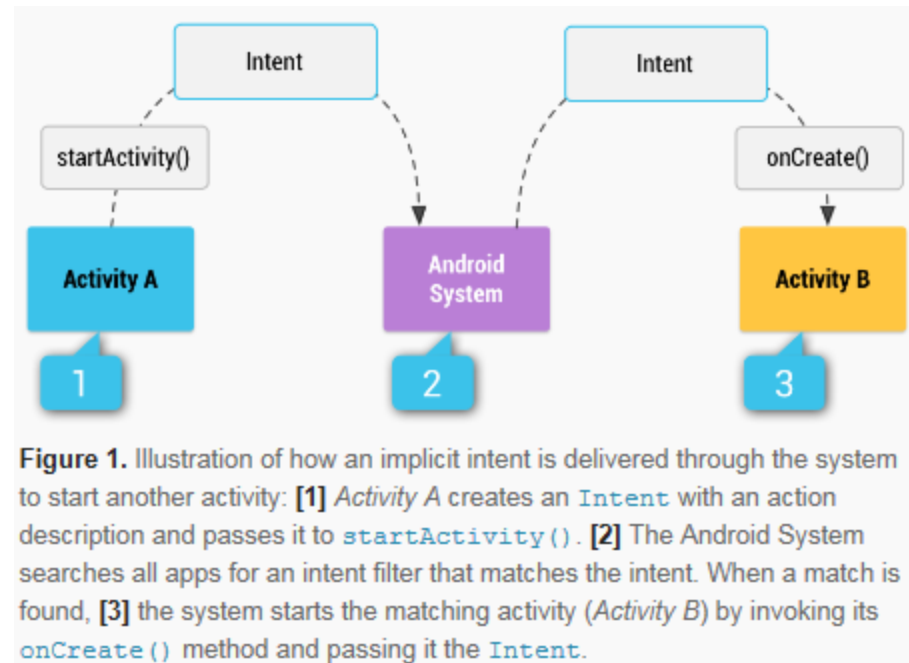 Intent
Intent
startActivity()
onCreate()
Activity A
Android
System
Activity B
1
2
3
Figure 1. Illustration of how an implicit intent is delivered through the system
to start another activity: [1] Activity A creates an Intent with an action
description and passes it to startActivity(). [2] The Android System
searches all apps for an intent filter that matches the intent. When a match is
found, [3] the system starts the matching activity (Activity B) by invoking its
onCreate() method and passing it the Intent.